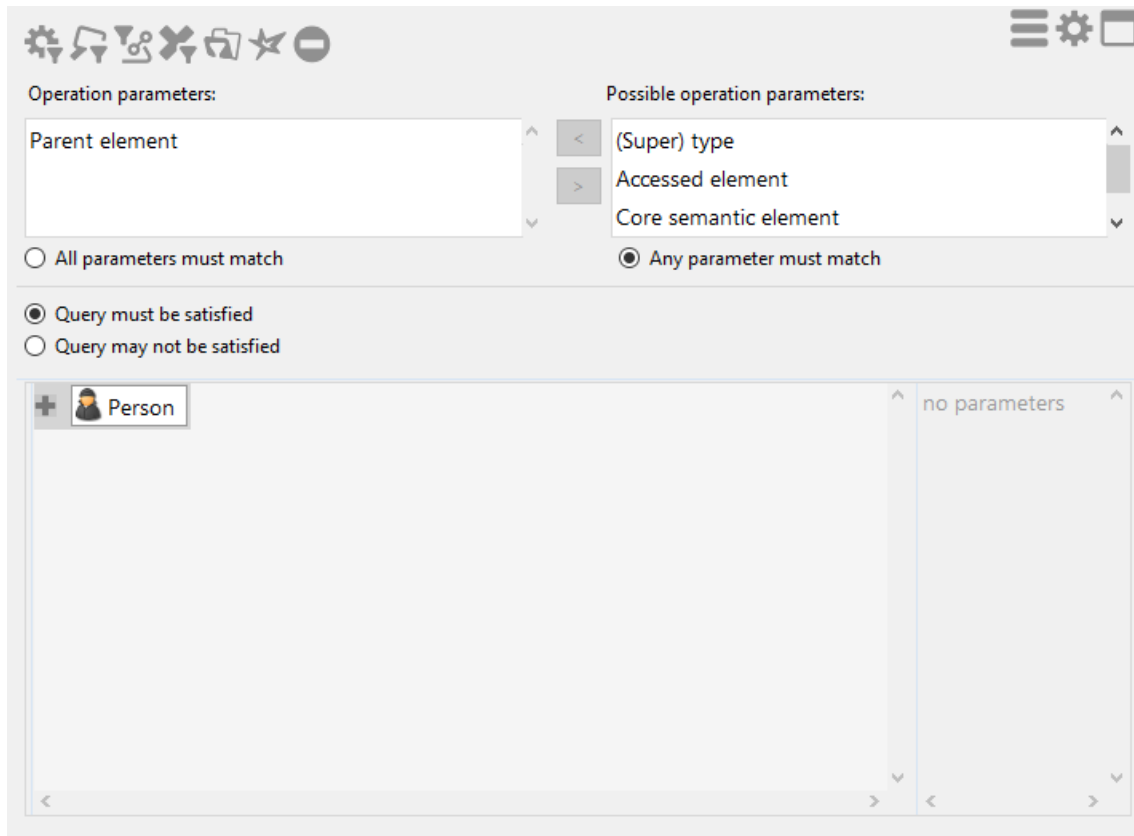 Operation parameters:
Possible operation parameters:
Parent element
<
(Super) type
>
Accessed element
Core semantic element
All parameters must match
Any parameter must match
Query must be satisfied
Query may not be satisfied
Person
no parameters